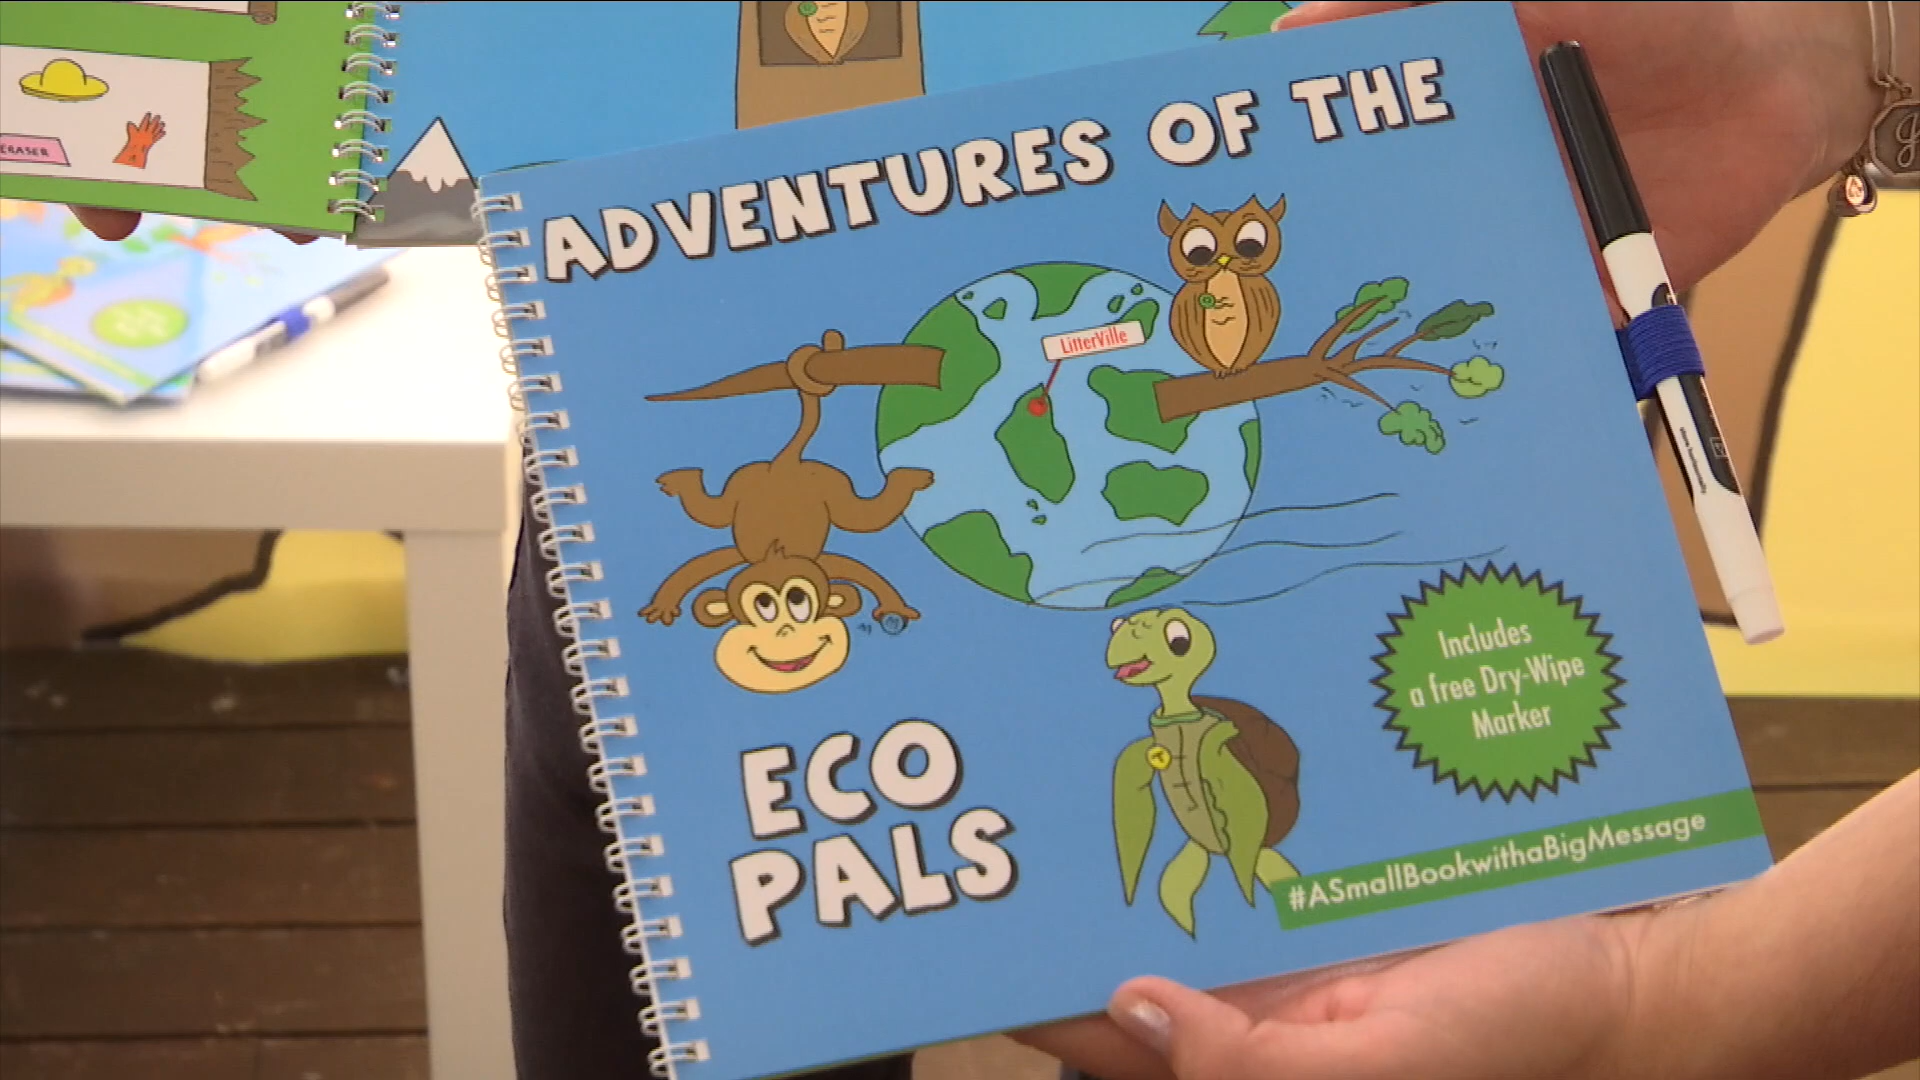 ERASER
ADVENTURES OF THE
LitterVille
ECO
PALS
Includes
a free Dry-Wipe
Marker
#ASmallBookwithaBigMessage